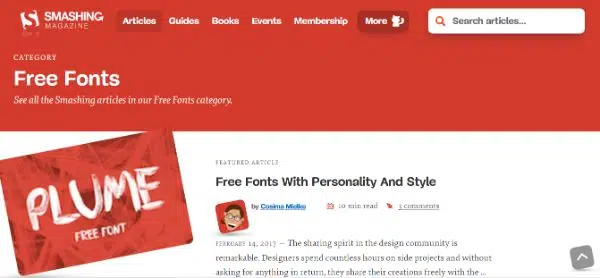 SMASHING
MAGAZINE
Articles Guides Books Events Membership More
Search articles...
CATEGORY
Free Fonts
See all the Smashing articles in our Free Fonts category.
PLUME
FREE FONT
FEATURED ARTICLE
Free Fonts With Personality And Style
by Cosima Mielke 10 min read 3 comments
FEBRUARY 14, 2017 — The sharing spirit in the design community is
remarkable. Designers spend countless hours on side projects and without
asking for anything in return, they share their creations freely with the ..